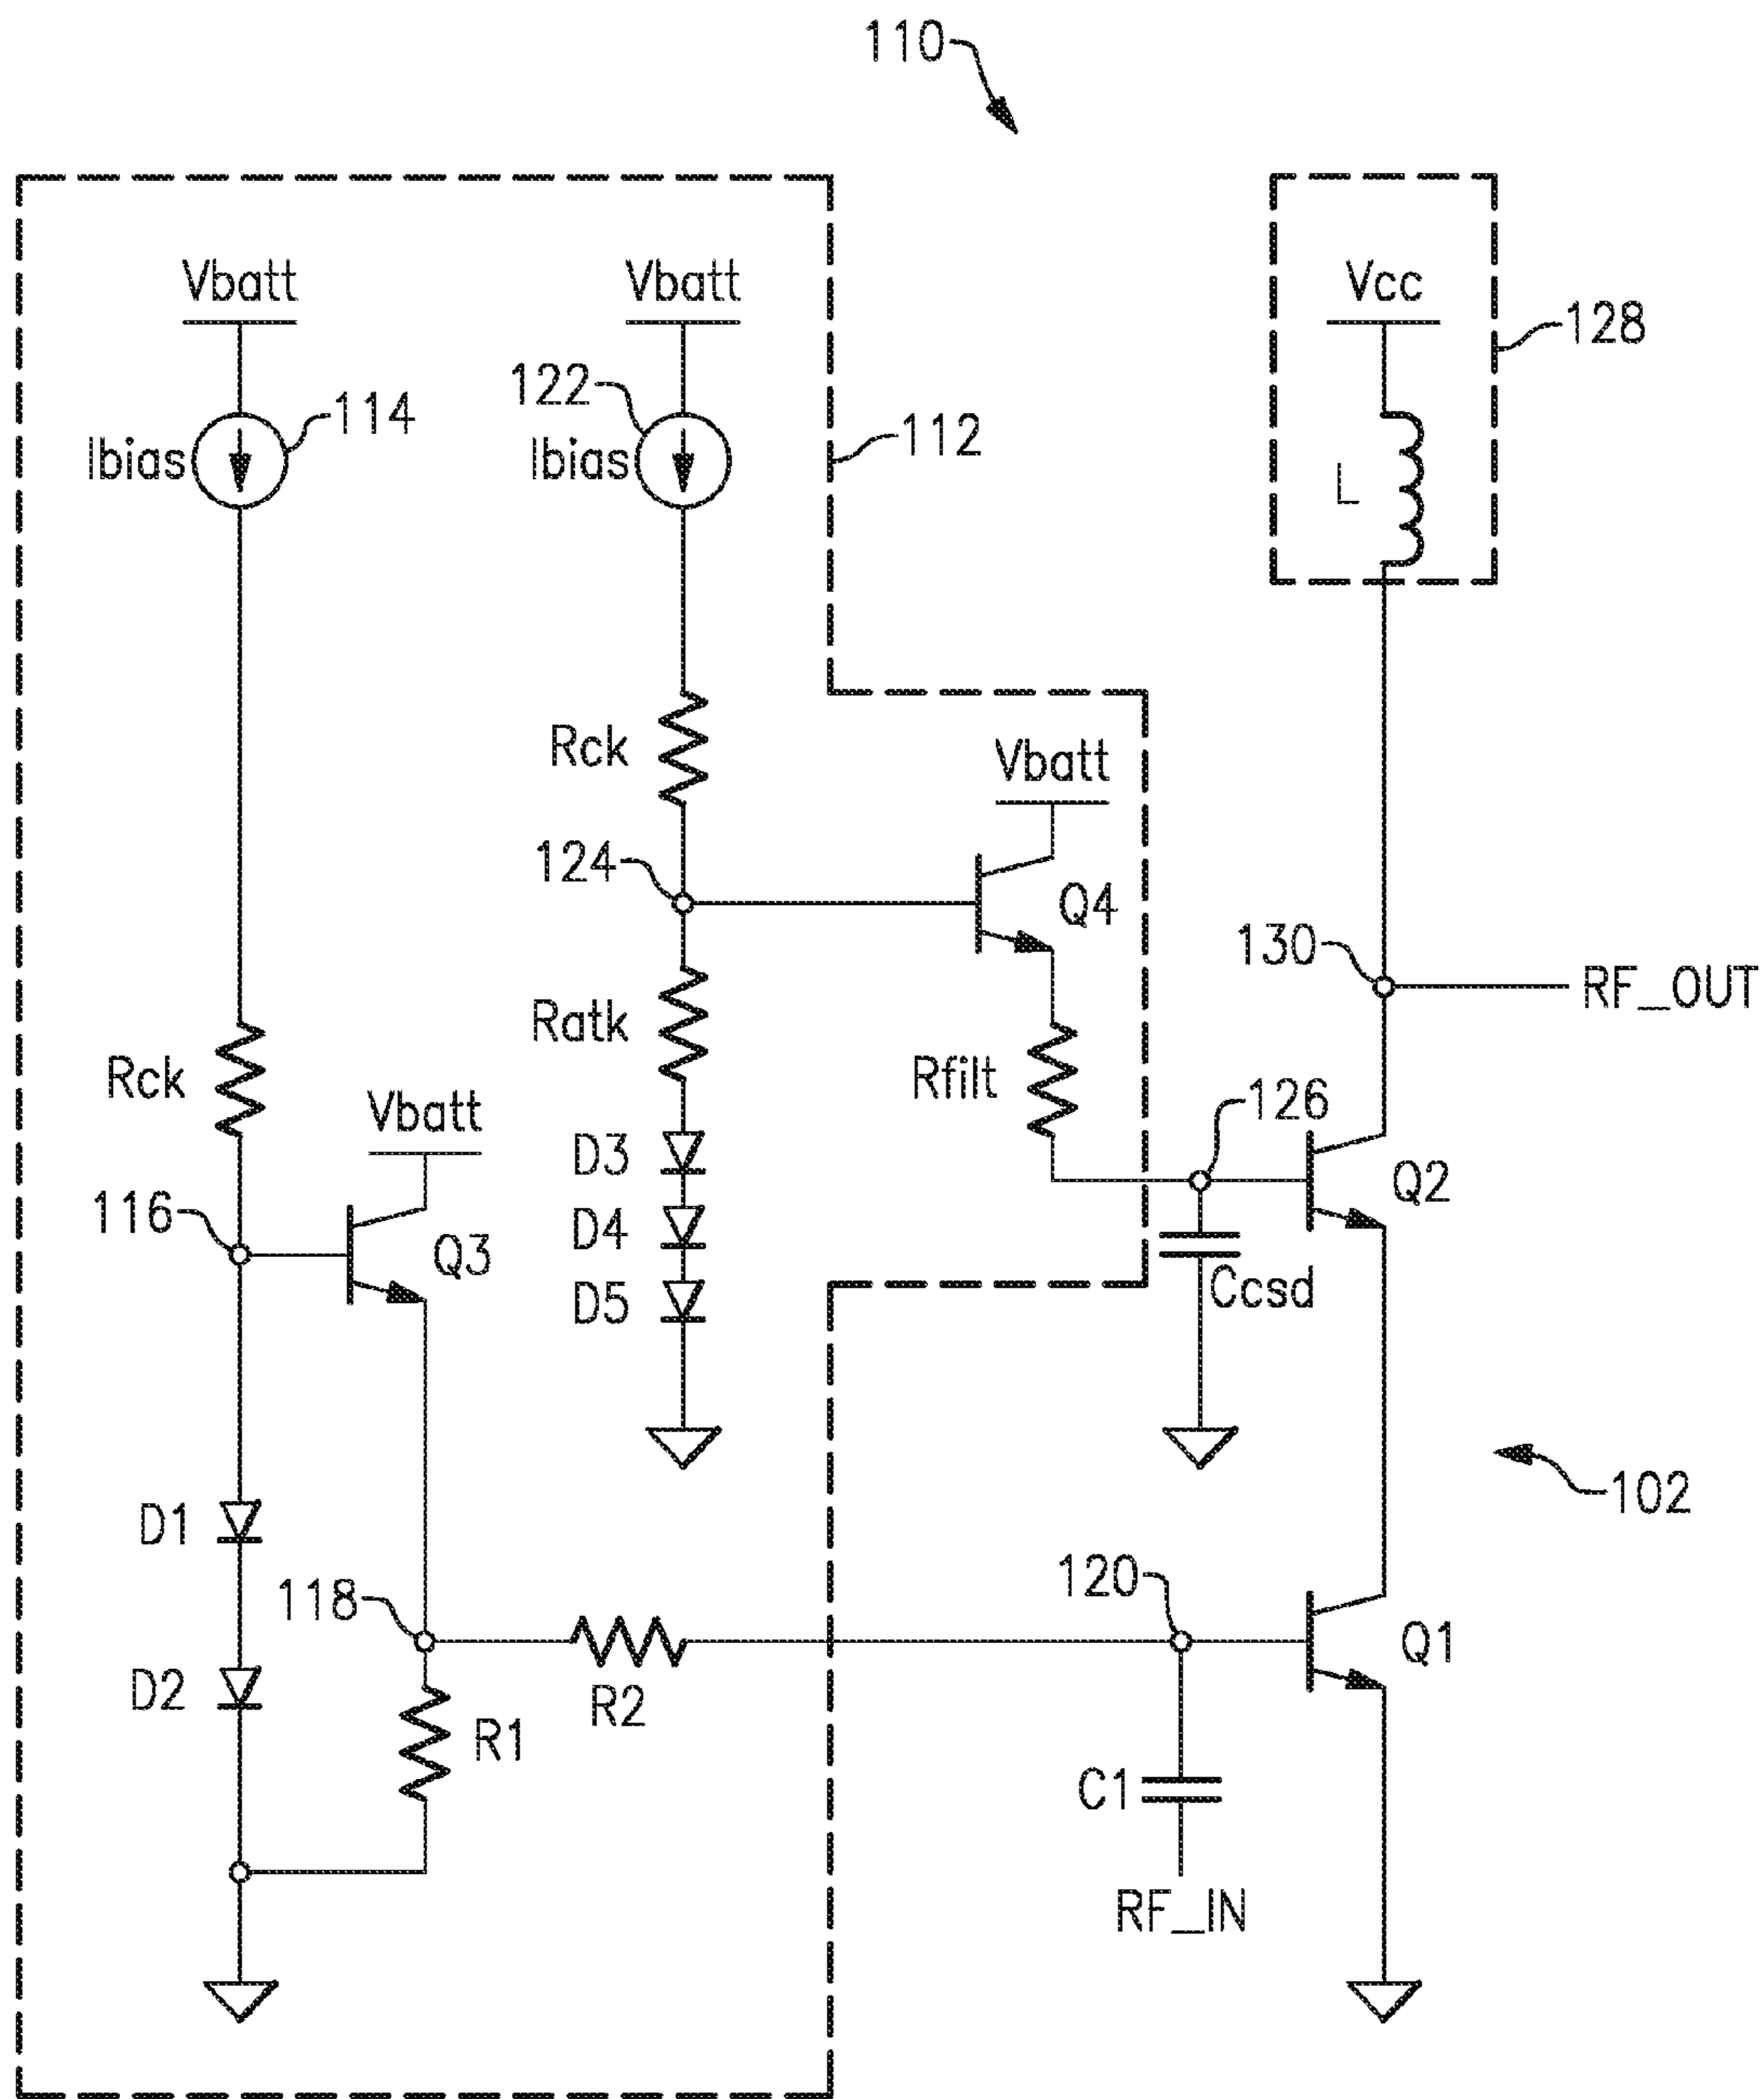 110
Vbatt
Vbatt
Vcc
128
122
114
112
Ibias
Ibias
L
Rck
Vbatt
124
Q4
130
RF_OUT
Ratk
Rck
Rfilt
Vbatt
126
D3
Q2
116
D4
Q3
Ccsd
D5
102
D1
118
120
Q1
D2
R2
R1
C1
RF_IN